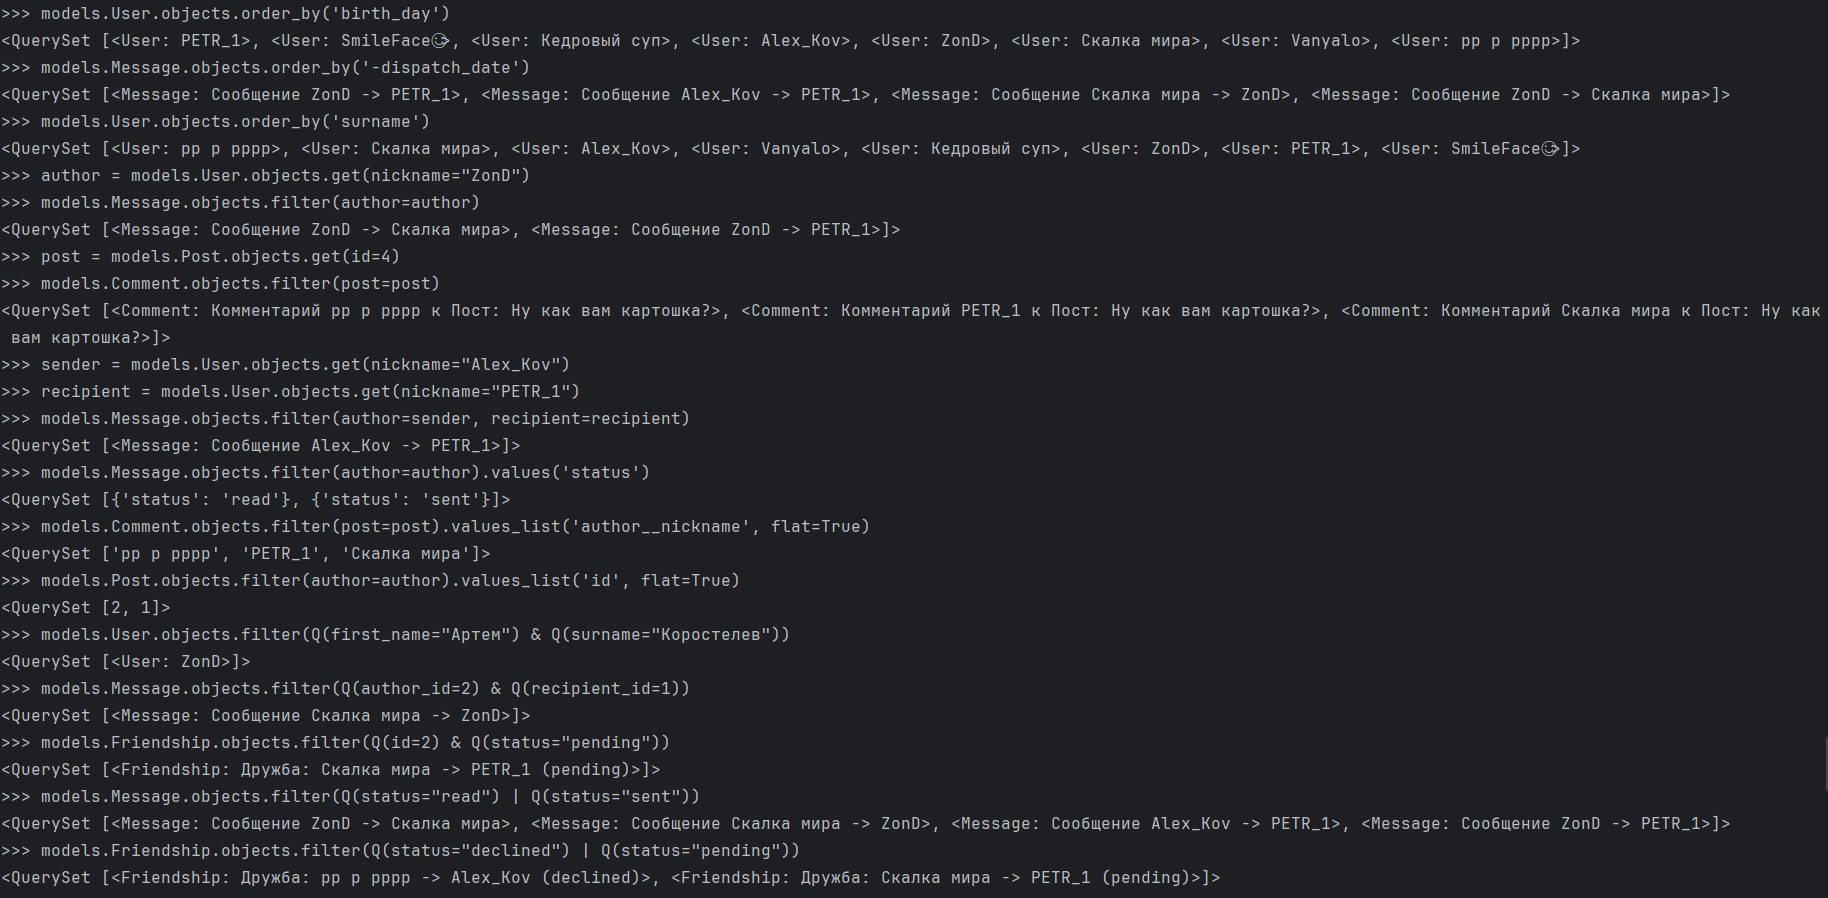 >>> models.User.objects.order_by('birth_day')
<QuerySet [<User: PETR_1>, <User: SmileFace😊>, <User: Кедровый суп>, <User: Alex_Kov>, <User: ZonD>, <User: Скалка мира>, <User: Vanyalo>, <User: pp p pppp>]>
>>> models.Message.objects.order_by('-dispatch_date')
<QuerySet [<Message: Сообщение ZonD -> PETR_1>, <Message: Сообщение Alex_Kov -> PETR_1>, <Message: Сообщение Скалка мира -> ZonD>, <Message: Сообщение ZonD -> Скалка мира>]>
>>> models.User.objects.order_by('surname')
<QuerySet [<User: pp p pppp>, <User: Скалка мира>, <User: Alex_Kov>, <User: Vanyalo>, <User: Кедровый суп>, <User: ZonD>, <User: PETR_1>, <User: SmileFace😊>]>
>>> author = models.User.objects.get(nickname="ZonD")
>>> models.Message.objects.filter(author=author)
<QuerySet [<Message: Сообщение ZonD -> Скалка мира>, <Message: Сообщение ZonD -> PETR_1>]>
>>> post = models.Post.objects.get(id=4)
>>> models.Comment.objects.filter(post=post)
<QuerySet [<Comment: Комментарий pp p pppp к Пост: Ну как вам картошка?>, <Comment: Комментарий PETR_1 к Пост: Ну как вам картошка?>, <Comment: Комментарий Скалка мира к Пост: Ну как
вам картошка?>]>
>>> sender = models.User.objects.get(nickname="Alex_Kov")
>>> recipient = models.User.objects.get(nickname="PETR_1")
>>> models.Message.objects.filter(author=sender, recipient=recipient)
<QuerySet [<Message: Сообщение Alex_Kov -> PETR_1>]>
>>> models.Message.objects.filter(author=author).values('status')
<QuerySet [{'status': 'read'}, {'status': 'sent'}]>
>>> models.Comment.objects.filter(post=post).values_list('author__nickname', flat=True)
<QuerySet ['pp p pppp', 'PETR_1', 'Скалка мира']>
>>> models.Post.objects.filter(author=author).values_list('id', flat=True)
<QuerySet [2, 1]>
>>> models.User.objects.filter(Q(first_name="Артем") & Q(surname="Коростелев"))
<QuerySet [<User: ZonD>]>
>>> models.Message.objects.filter(Q(author_id=2) & Q(recipient_id=1))
<QuerySet [<Message: Сообщение Скалка мира -> ZonD>]>
>>> models.Friendship.objects.filter(Q(id=2) & Q(status="pending"))
<QuerySet [<Friendship: Дружба: Скалка мира -> PETR_1 (pending)>]>
>>> models.Message.objects.filter(Q(status="read") | Q(status="sent"))
<QuerySet [<Message: Сообщение ZonD -> Скалка мира>, <Message: Сообщение Скалка мира -> ZonD>, <Message: Сообщение Alex_Kov -> PETR_1>, <Message: Сообщение ZonD -> PETR_1>]>
>>> models.Friendship.objects.filter(Q(status="declined") | Q(status="pending"))
<QuerySet [<Friendship: Дружба: pp p pppp -> Alex_Kov (declined)>, <Friendship: Дружба: Скалка мира -> PETR_1 (pending)>]>